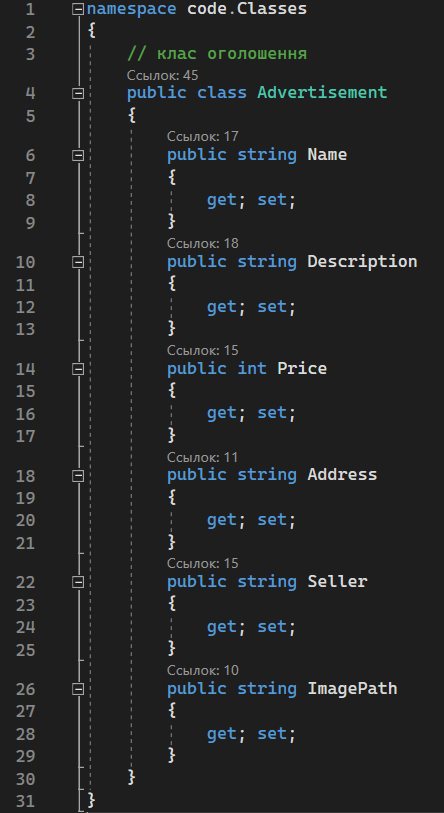 1 namespace code.Classes
2 {
3 // клас оголошення
Ссылок: 45
4 public class Advertisement
5 {
Ссылок: 17
6 public string Name
7 {
8 get; set;
9 }
Ссылок: 18
10 public string Description
11 {
12 get; set;
13 }
Ссылок: 15
14 public int Price
15 {
16 get; set;
17 }
Ссылок: 11
18 public string Address
19 {
20 get; set;
21 }
Ссылок: 15
22 public string Seller
23 {
24 get; set;
25 }
Ссылок: 10
26 public string ImagePath
27 {
28 get; set;
29 }
30 }
31 }